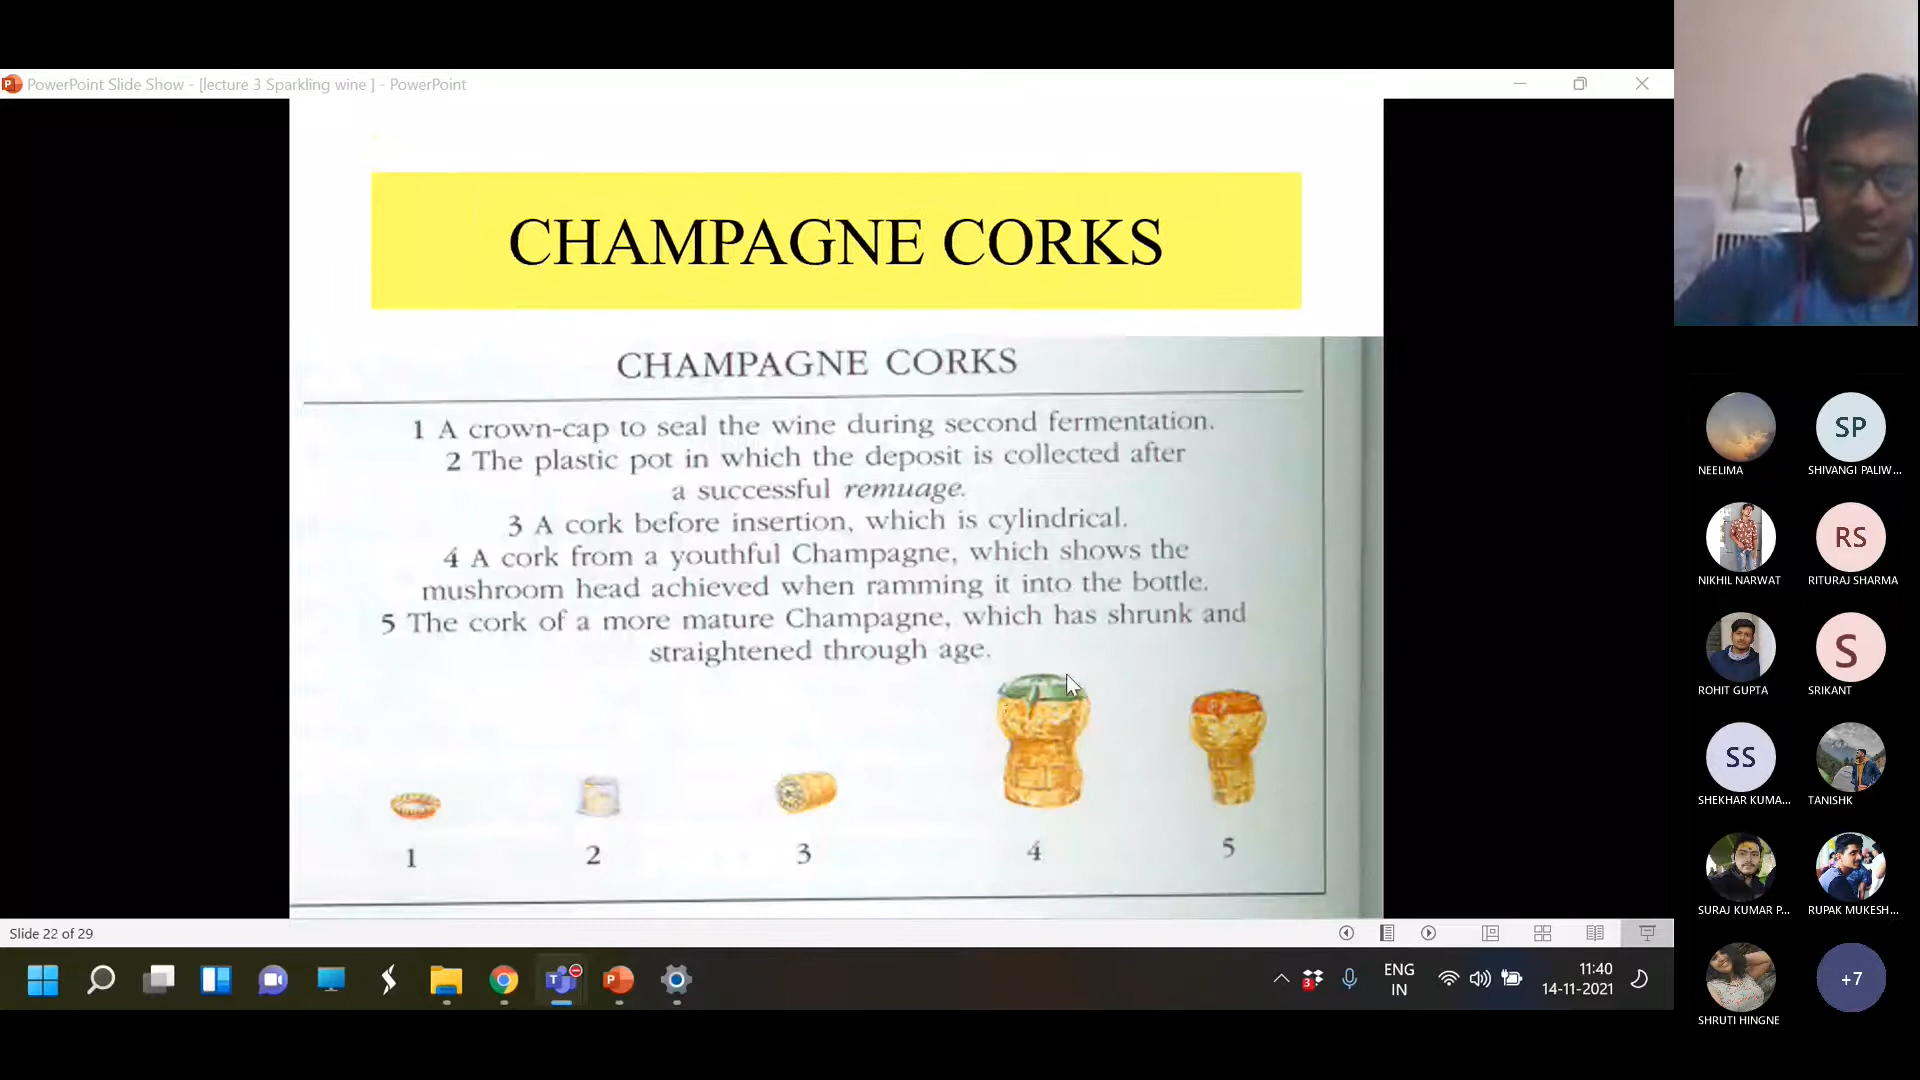 PowerPoint Slide Show - [lecture 3 Sparkling wine ] - PowerPoint
CHAMPAGNE CORKS
CHAMPAGNE CORKS
1 A crown-cap to seal the wine during second fermentation.
2 The plastic pot in which the deposit is collected after
a successful remuage.
3 A cork before insertion, which is cylindrical.
4 A cork from a youthful Champagne, which shows the
mushroom head achieved when ramming it into the bottle.
5 The cork of a more mature Champagne, which has shrunk and
straightened through age.
1 2 3 4 5
Slide 22 of 29
ENG
IN
11:40
14-11-2021
3
SP
NEELIMA
SHIVANGI PALIW...
RS
NIKHIL NARWAT
RITURAJ SHARMA
S
ROHIT GUPTA
SRIKANT
SS
SHEKHAR KUMA...
TANISHK
SURAJ KUMAR P...
RUPAK MUKESH...
+7
SHRUTI HINGNE